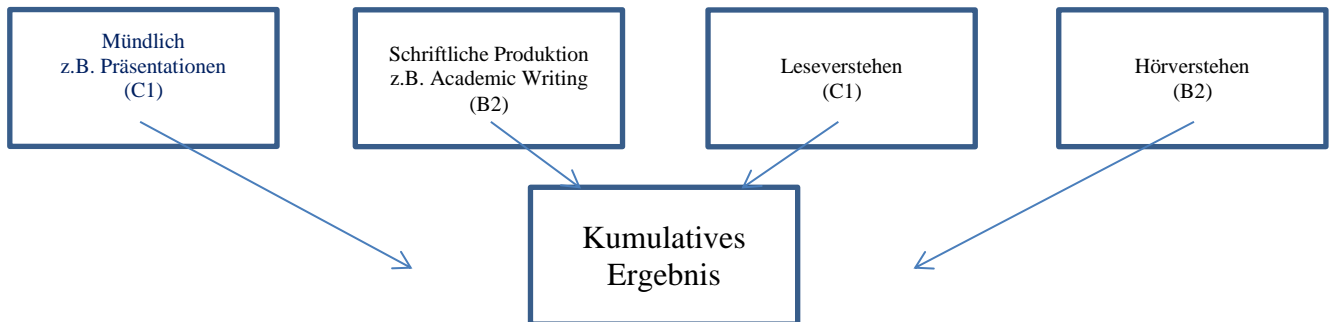 Mündlich
z.B. Präsentationen
(C1)
Schriftliche Produktion
z.B. Academic Writing
(B2)
Leseverstehen
(C1)
Hörverstehen
(B2)
Kumulatives
Ergebnis